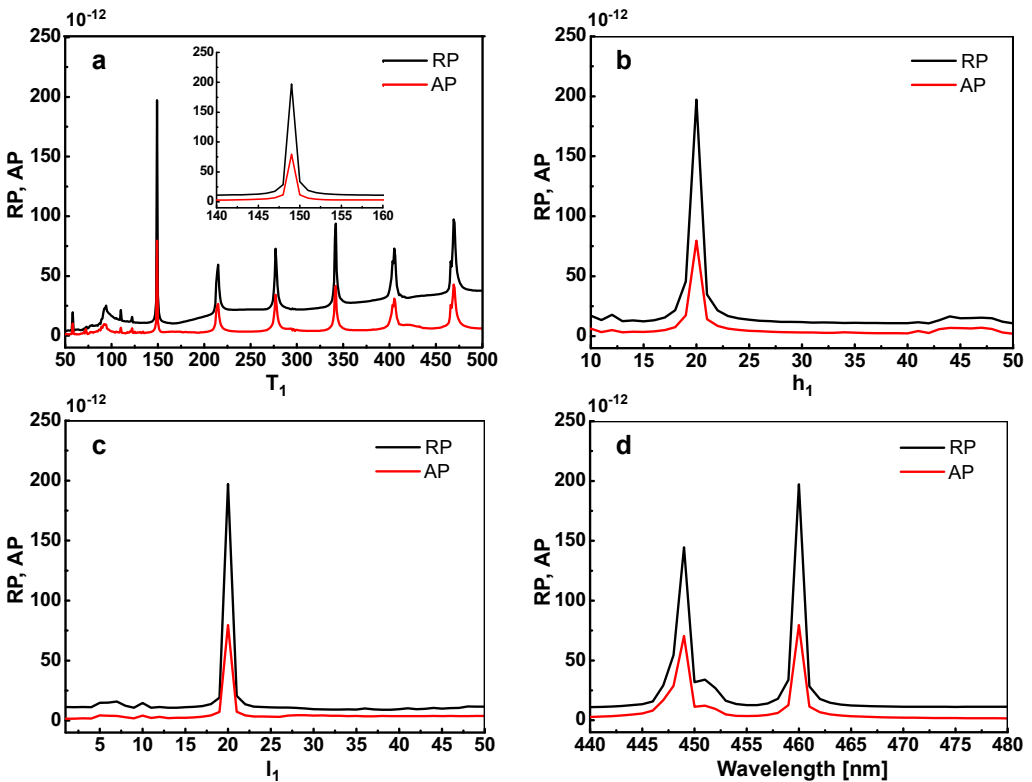 10^-12
a
250
200
150
100
50
0
RP, AP
RP
AP
250
200
150
100
50
0
140 145 150 155 160
50 100 150 200 250 300 350 400 450 500
T₁
10^-12
b
250
200
150
100
50
0
RP, AP
RP
AP
10 15 20 25 30 35 40 45 50
h₁
10^-12
c
250
200
150
100
50
0
RP, AP
RP
AP
5 10 15 20 25 30 35 40 45 50
l₁
10^-12
d
250
200
150
100
50
0
RP, AP
RP
AP
440 445 450 455 460 465 470 475 480
Wavelength [nm]